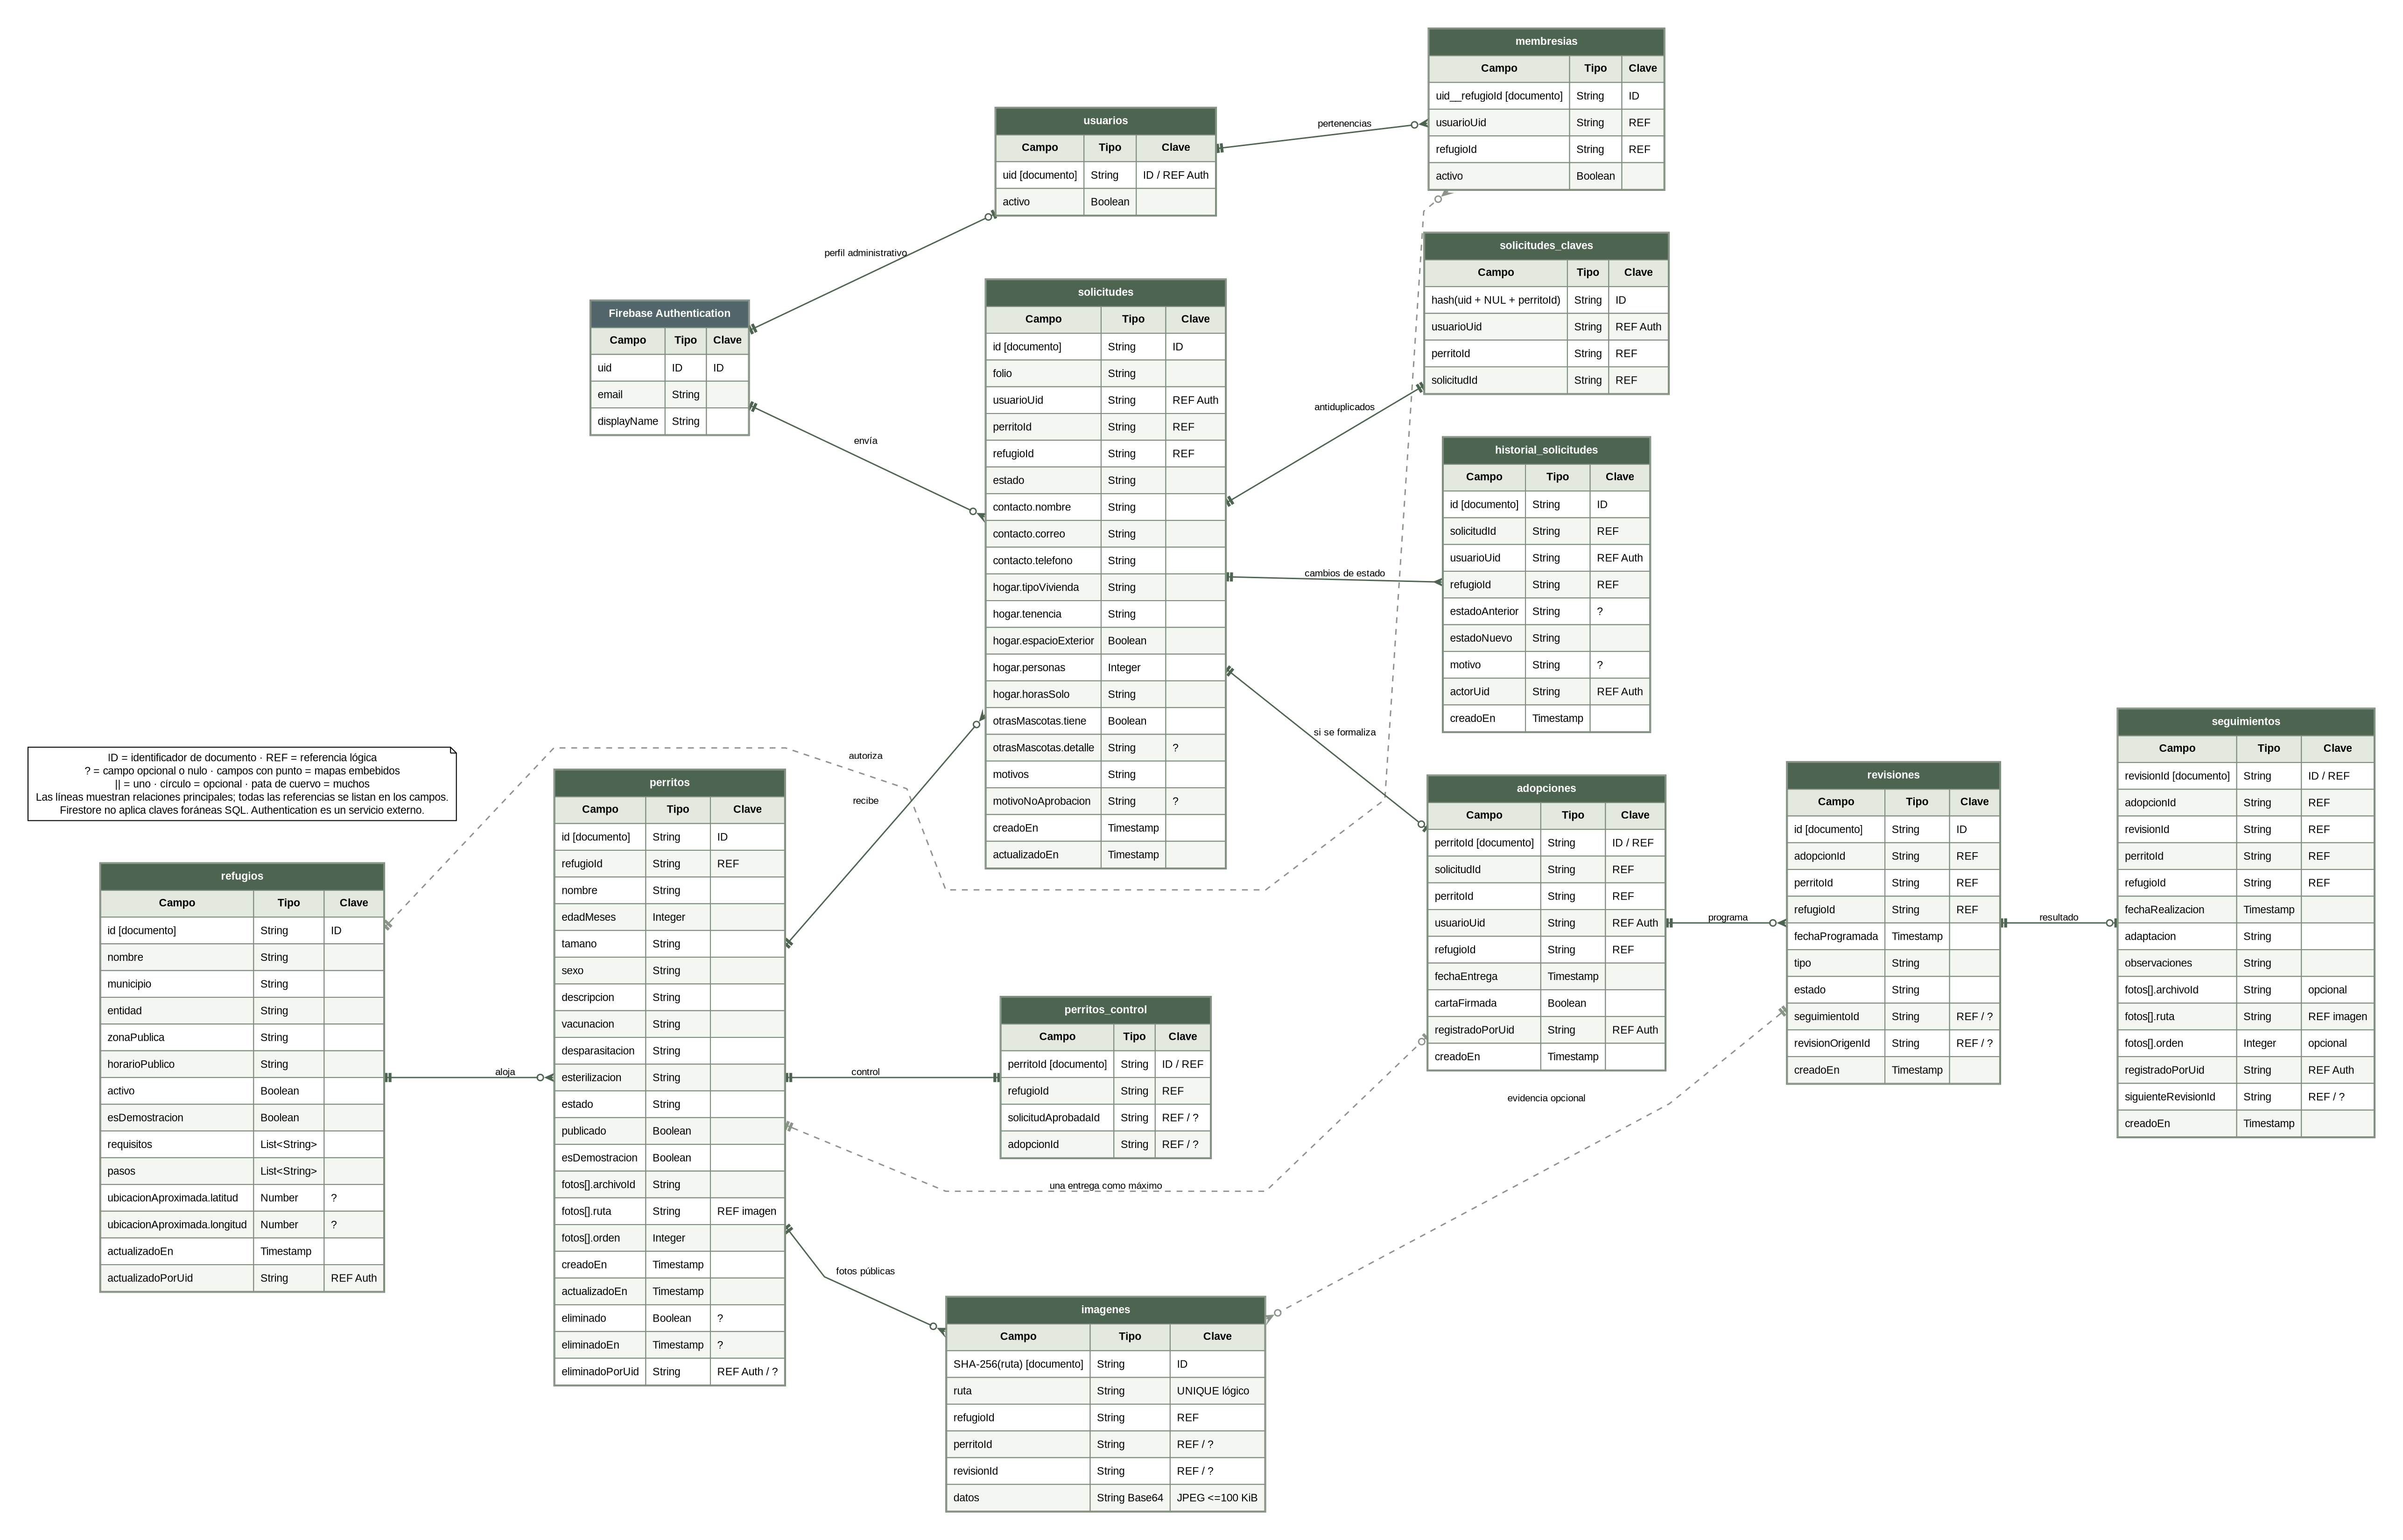 membresias
Campo Tipo Clave
uid__refugioId [documento] String ID
usuarioUid String REF
refugioId String REF
activo Boolean
usuarios
Campo Tipo Clave
uid [documento] String ID / REF Auth
activo Boolean
pertenencias
perfil administrativo
solicitudes_claves
Campo Tipo Clave
hash(uid + NUL + perritoId) String ID
usuarioUid String REF Auth
perritoId String REF
solicitudId String REF
Firebase Authentication
Campo Tipo Clave
uid ID ID
email String
displayName String
envía
solicitudes
Campo Tipo Clave
id [documento] String ID
folio String
usuarioUid String REF Auth
perritoId String REF
refugioId String REF
estado String
contacto.nombre String
contacto.correo String
contacto.telefono String
hogar.tipoVivienda String
hogar.tenencia String
hogar.espacioExterior Boolean
hogar.personas Integer
hogar.horasSolo String
otrasMascotas.tiene Boolean
otrasMascotas.detalle String ?
motivos String
motivoNoAprobacion String ?
creadoEn Timestamp
actualizadoEn Timestamp
antiduplicados
cambios de estado
si se formaliza
historial_solicitudes
Campo Tipo Clave
id [documento] String ID
solicitudId String REF
usuarioUid String REF Auth
refugioId String REF
estadoAnterior String ?
estadoNuevo String
motivo String ?
actorUid String REF Auth
creadoEn Timestamp
ID = identificador de documento · REF = referencia lógica
? = campo opcional o nulo · campos con punto = mapas embebidos
|| = uno · círculo = opcional · pata de cuervo = muchos
Las líneas muestran relaciones principales; todas las referencias se listan en los campos.
Firestore no aplica claves foráneas SQL. Authentication es un servicio externo.
autoriza
recibe
refugios
Campo Tipo Clave
id [documento] String ID
nombre String
municipio String
entidad String
zonaPublica String
horarioPublico String
activo Boolean
esDemostracion Boolean
requisitos List<String>
pasos List<String>
ubicacionAproximada.latitud Number ?
ubicacionAproximada.longitud Number ?
actualizadoEn Timestamp
actualizadoPorUid String REF Auth
aloja
perritos
Campo Tipo Clave
id [documento] String ID
refugioId String REF
nombre String
edadMeses Integer
tamano String
sexo String
descripcion String
vacunacion String
desparasitacion String
esterilizacion String
estado String
publicado Boolean
esDemostracion Boolean
fotos[].archivoId String
fotos[].ruta String REF imagen
fotos[].orden Integer
creadoEn Timestamp
actualizadoEn Timestamp
eliminado Boolean ?
eliminadoEn Timestamp ?
eliminadoPorUid String REF Auth / ?
control
perritos_control
Campo Tipo Clave
perritoId [documento] String ID / REF
refugioId String REF
solicitudAprobadaId String REF / ?
adopcionId String REF / ?
una entrega como máximo
fotos públicas
imagenes
Campo Tipo Clave
SHA-256(ruta) [documento] String ID
ruta String UNIQUE lógico
refugioId String REF
perritoId String REF / ?
revisionId String REF / ?
datos String Base64 JPEG <=100 KiB
adopciones
Campo Tipo Clave
perritoId [documento] String ID / REF
solicitudId String REF
perritoId String REF
usuarioUid String REF Auth
refugioId String REF
fechaEntrega Timestamp
cartaFirmada Boolean
registradoPorUid String REF Auth
creadoEn Timestamp
programa
evidencia opcional
revisiones
Campo Tipo Clave
id [documento] String ID
adopcionId String REF
perritoId String REF
refugioId String REF
fechaProgramada Timestamp
tipo String
estado String
seguimientoId String REF / ?
revisionOrigenId String REF / ?
creadoEn Timestamp
resultado
seguimientos
Campo Tipo Clave
revisionId [documento] String ID / REF
adopcionId String REF
revisionId String REF
perritoId String REF
refugioId String REF
fechaRealizacion Timestamp
adaptacion String
observaciones String
fotos[].archivoId String opcional
fotos[].ruta String REF imagen
fotos[].orden Integer opcional
registradoPorUid String REF Auth
siguienteRevisionId String REF / ?
creadoEn Timestamp